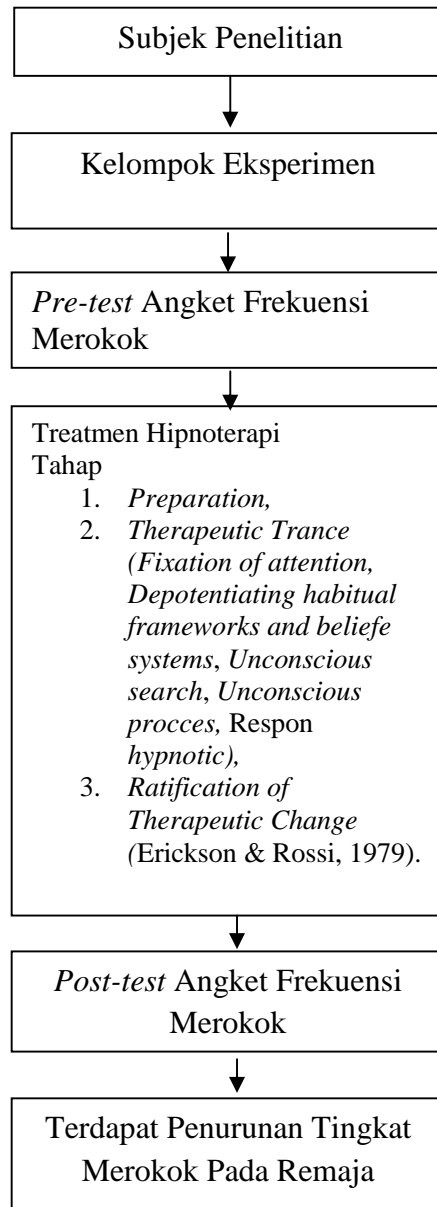 Subjek Penelitian
Kelompok Eksperimen
Pre-test Angket Frekuensi
Merokok
Treatmen Hipnoterapi
Tahap
1. Preparation,
2. Therapeutic Trance
(Fixation of attention,
Depotentiating habitual
frameworks and beliefe
systems, Unconscious
search, Unconscious
procces, Respon
hypnotic),
3. Ratification of
Therapeutic Change
(Erickson & Rossi, 1979).
Post-test Angket Frekuensi
Merokok
Terdapat Penurunan Tingkat
Merokok Pada Remaja